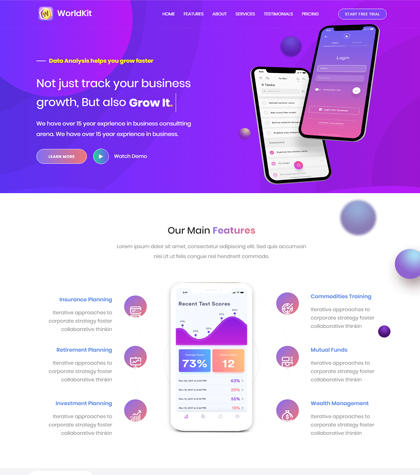 WorldKit
HOME FEATURES ABOUT SERVICES TESTIMONIALS PRICING
START FREE TRIAL
Data Analysis helps you grow faster
Not just track your business
growth, But also Grow It.
We have over 15 year exprience in business consultting
arena. We have over 15 year exprience in business.
LEARN MORE
Watch Demo
Login
Our Main Features
Lorem ipsum dolor sit amet, consectetur adipiscing elit. Sed quis accumsan
nisi Ut ut felis congue nisl hendrerit commodo.
Insurance Planning
Iterative approaches to
corporate strategy foster
collaborative thinkin
Retirement Planning
Iterative approaches to
corporate strategy foster
collaborative thinkin
Investment Planning
Iterative approaches to
corporate strategy foster
collaborative thinkin
Recent Test Scores
73%
12
63%
20%
55%
15%
Commodities Training
Iterative approaches to
corporate strategy foster
collaborative thinkin
Mutual Funds
Iterative approaches to
corporate strategy foster
collaborative thinkin
Wealth Management
Iterative approaches to
corporate strategy foster
collaborative thinkin